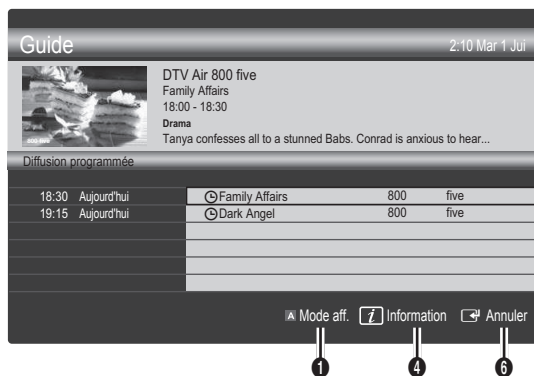 Guide 2:10 Mar 1 Jui
DTV Air 800 five
Family Affairs
18:00 - 18:30
Drama
Tanya confesses all to a stunned Babs. Conrad is anxious to hear...
800 five
Diffusion programmée
18:30 Aujourd'hui Family Affairs 800 five
19:15 Aujourd'hui Dark Angel 800 five
A Mode aff. i Information Annuler
1 4 6